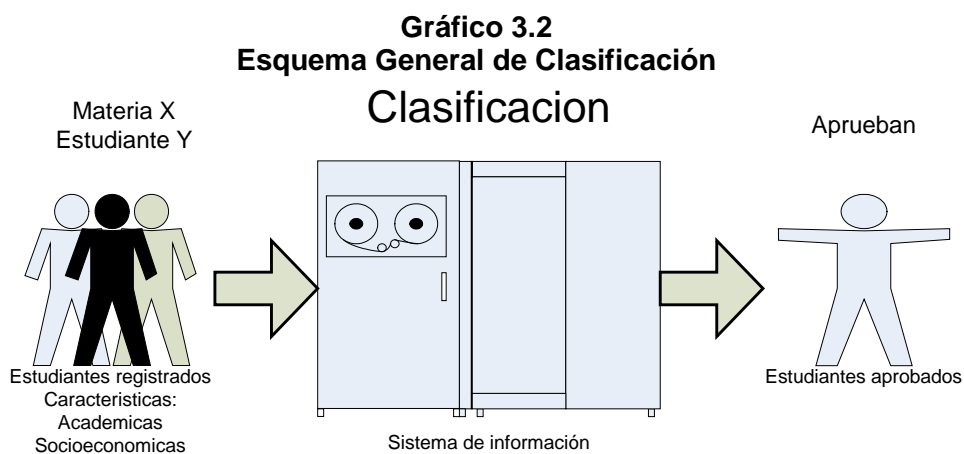 Gráfico 3.2
Esquema General de Clasificación
Clasificacion
Materia X
Estudiante Y
Aprueban
Estudiantes registrados
Caracteristicas:
Academicas
Socioeconomicas
Sistema de información
Estudiantes aprobados